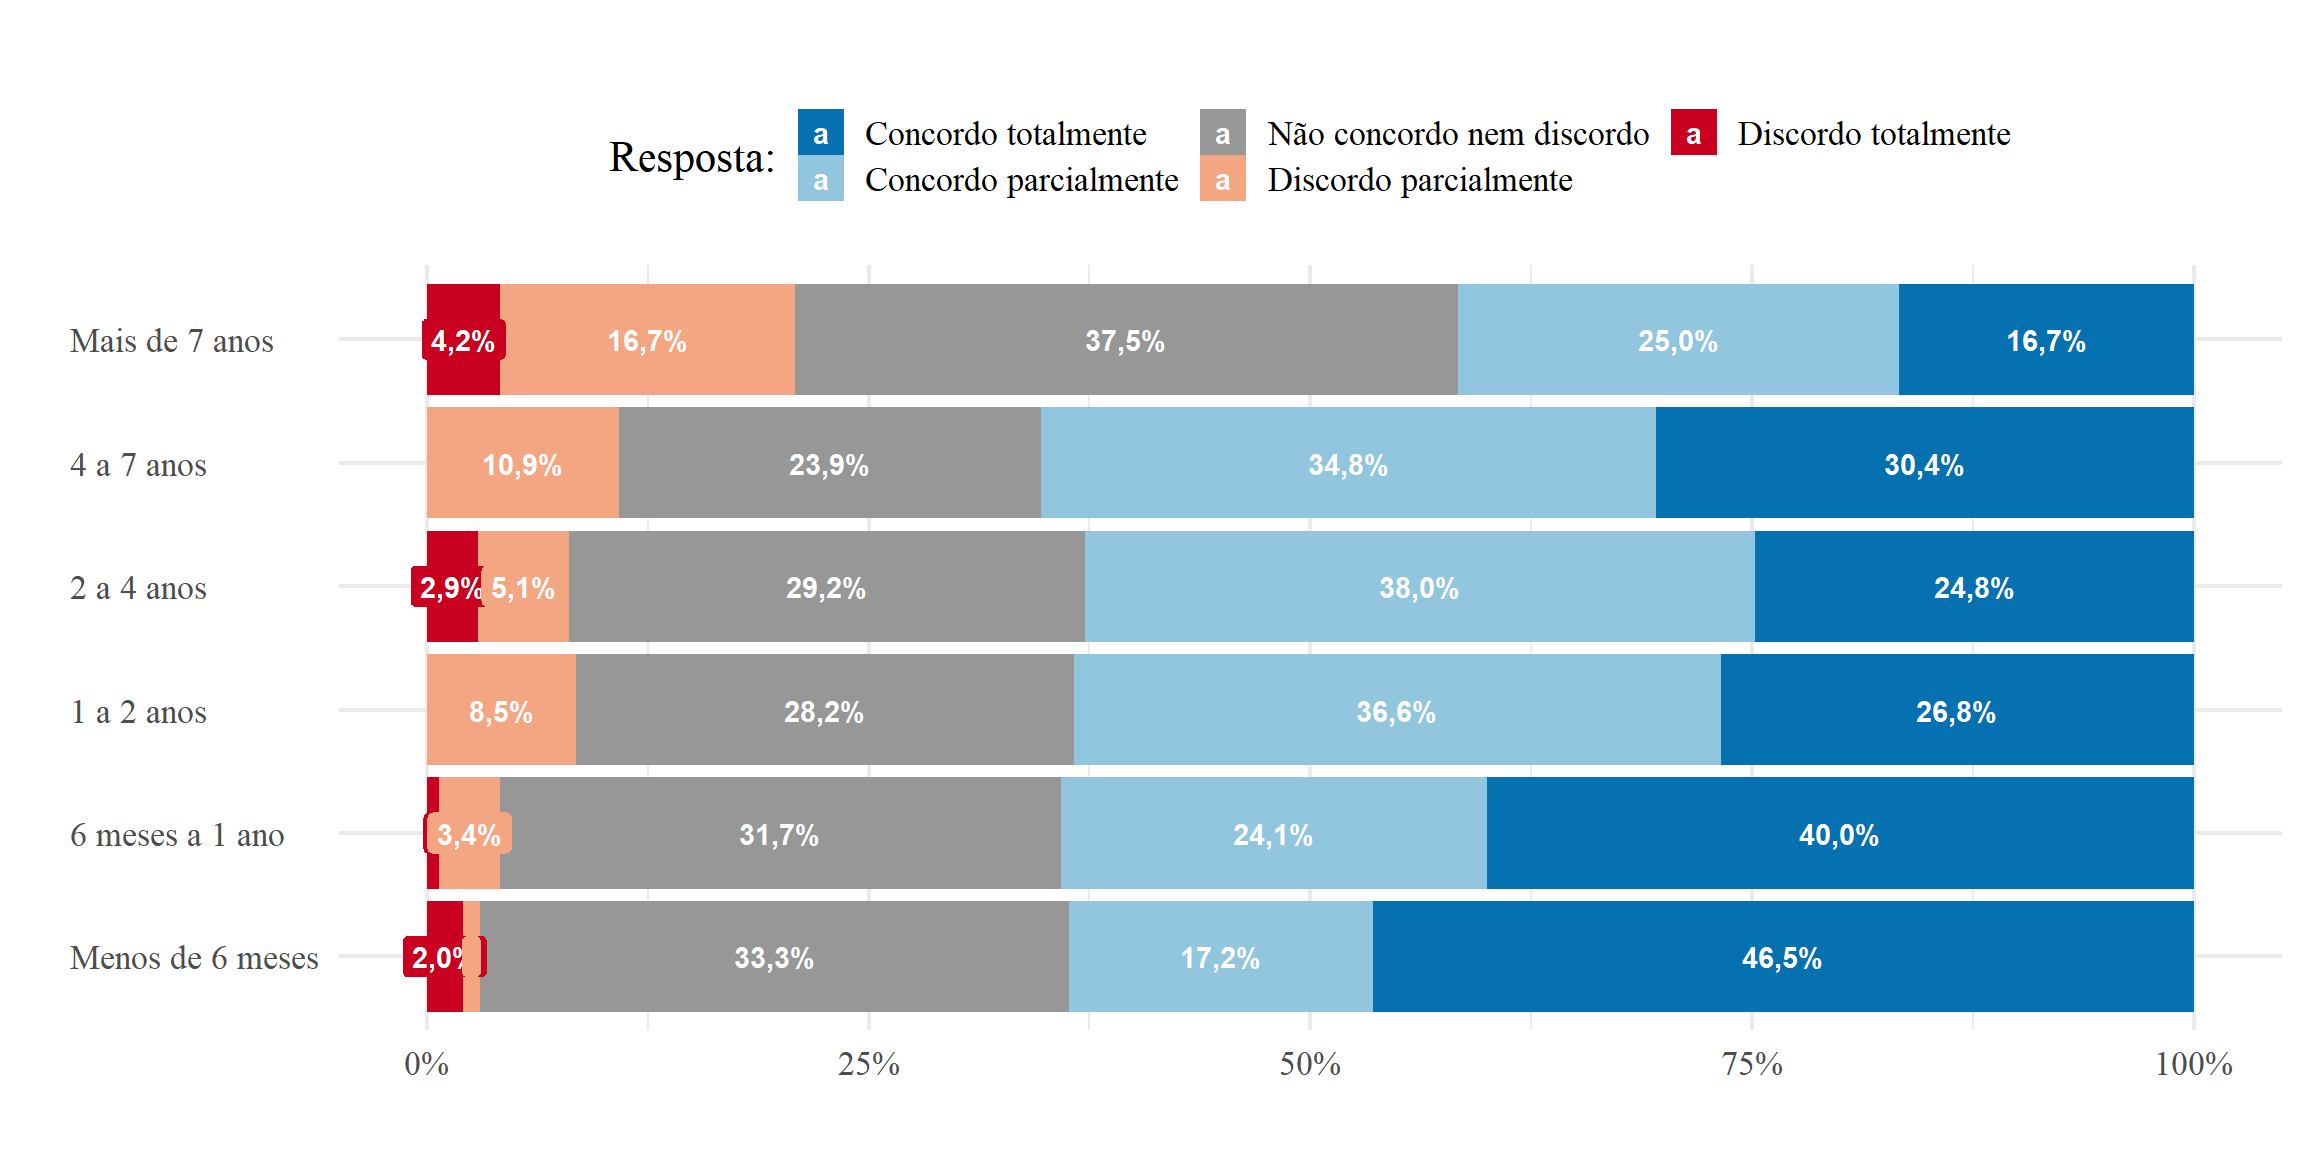 Resposta:
a Concordo totalmente a Não concordo nem discordo a Discordo totalmente
a Concordo parcialmente a Discordo parcialmente
Mais de 7 anos 4,2% 16,7% 37,5% 25,0% 16,7%
4 a 7 anos 10,9% 23,9% 34,8% 30,4%
2 a 4 anos 2,9% 5,1% 29,2% 38,0% 24,8%
1 a 2 anos 8,5% 28,2% 36,6% 26,8%
6 meses a 1 ano 3,4% 31,7% 24,1% 40,0%
Menos de 6 meses 2,0% 33,3% 17,2% 46,5%
0% 25% 50% 75% 100%